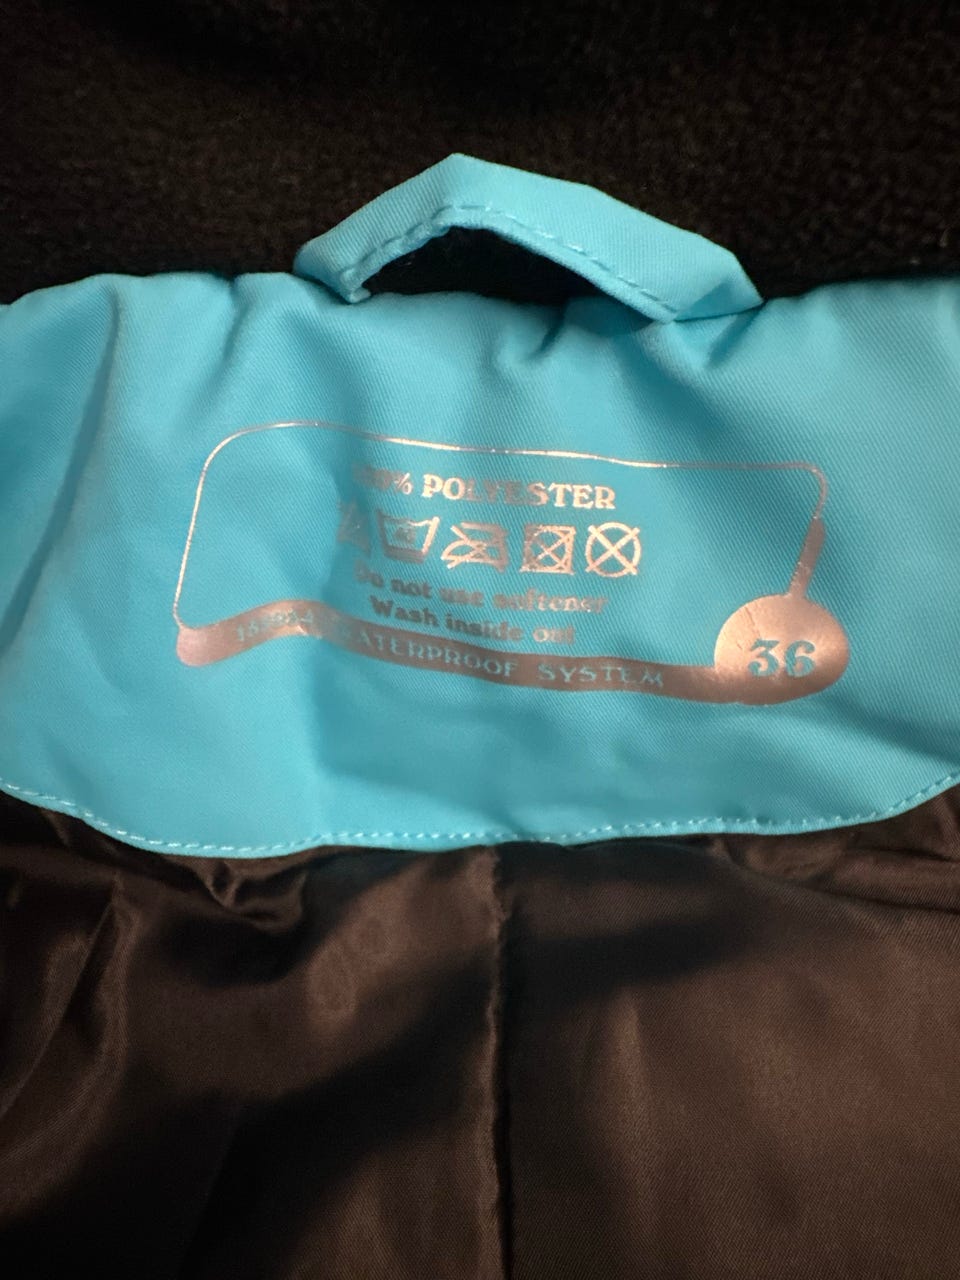 POLYESTER
Do not use softener
Wash inside out
WATERPROOF SYSTEM
36